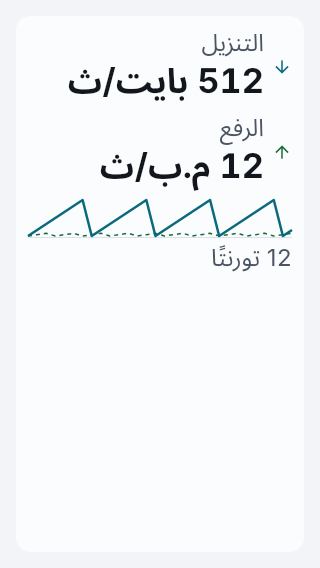 التنزيل
512 بايت/ث
الرفع
12 م.ب/ث
12 تورنتًا